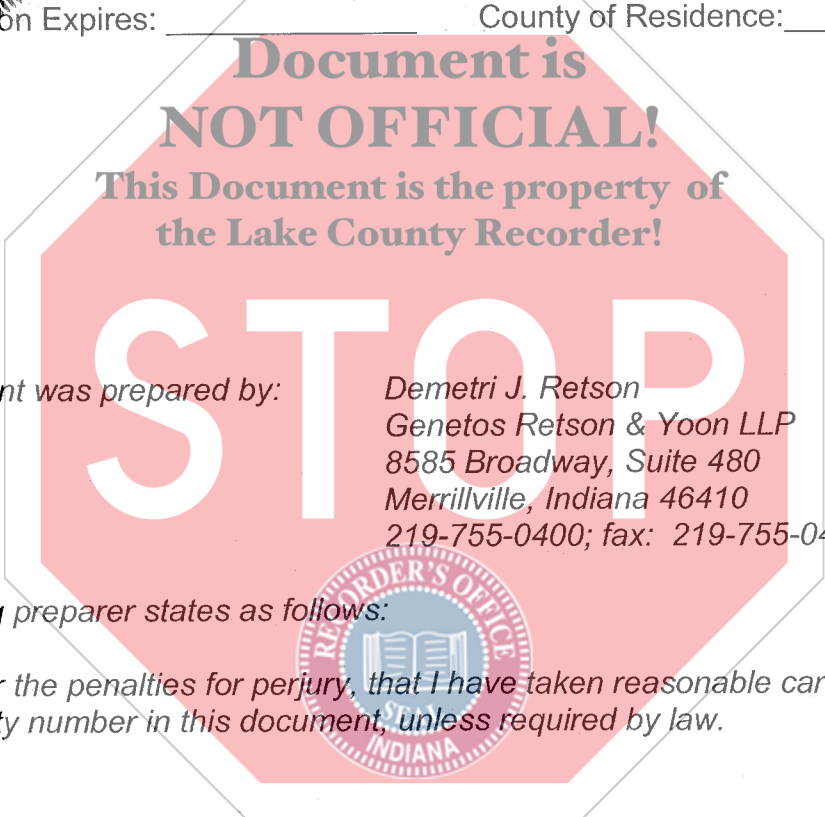 on Expires: ________________ County of Residence:___
Document is
NOT OFFICIAL!
This Document is the property of
the Lake County Recorder!
STOP
nt was prepared by: Demetri J. Retson
Genetos Retson & Yoon LLP
8585 Broadway, Suite 480
Merrillville, Indiana 46410
219-755-0400; fax: 219-755-04
RECORDER'S OFFICE
preparer states as follows:
the penalties for perjury, that I have taken reasonable car
SEAL
ty number in this document, unless required by law.
INDIANA